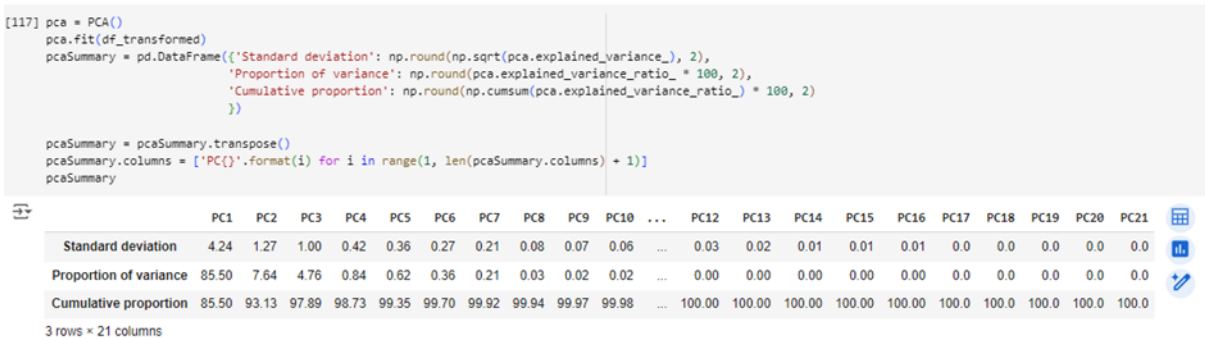 [117] pca = PCA()
pca.fit(df_transformed)
pcaSummary = pd.DataFrame({'Standard deviation': np.round(np.sqrt(pca.explained_variance_), 2),
'Proportion of variance': np.round(pca.explained_variance_ratio_ * 100, 2),
'Cumulative proportion': np.round(np.cumsum(pca.explained_variance_ratio_) * 100, 2)
})
pcaSummary = pcaSummary.transpose()
pcaSummary.columns = ['PC{}'.format(i) for i in range(1, len(pcaSummary.columns) + 1)]
pcaSummary
PC1 PC2 PC3 PC4 PC5 PC6 PC7 PC8 PC9 PC10 ... PC12 PC13 PC14 PC15 PC16 PC17 PC18 PC19 PC20 PC21
Standard deviation 4.24 1.27 1.00 0.42 0.36 0.27 0.21 0.08 0.07 0.06 ... 0.03 0.02 0.01 0.01 0.01 0.0 0.0 0.0 0.0 0.0
Proportion of variance 85.50 7.64 4.76 0.84 0.62 0.36 0.21 0.03 0.02 0.02 ... 0.00 0.00 0.00 0.00 0.00 0.0 0.0 0.0 0.0 0.0
Cumulative proportion 85.50 93.13 97.89 98.73 99.35 99.70 99.92 99.94 99.97 99.98 ... 100.00 100.00 100.00 100.00 100.00 100.0 100.0 100.0 100.0 100.0
3 rows × 21 columns